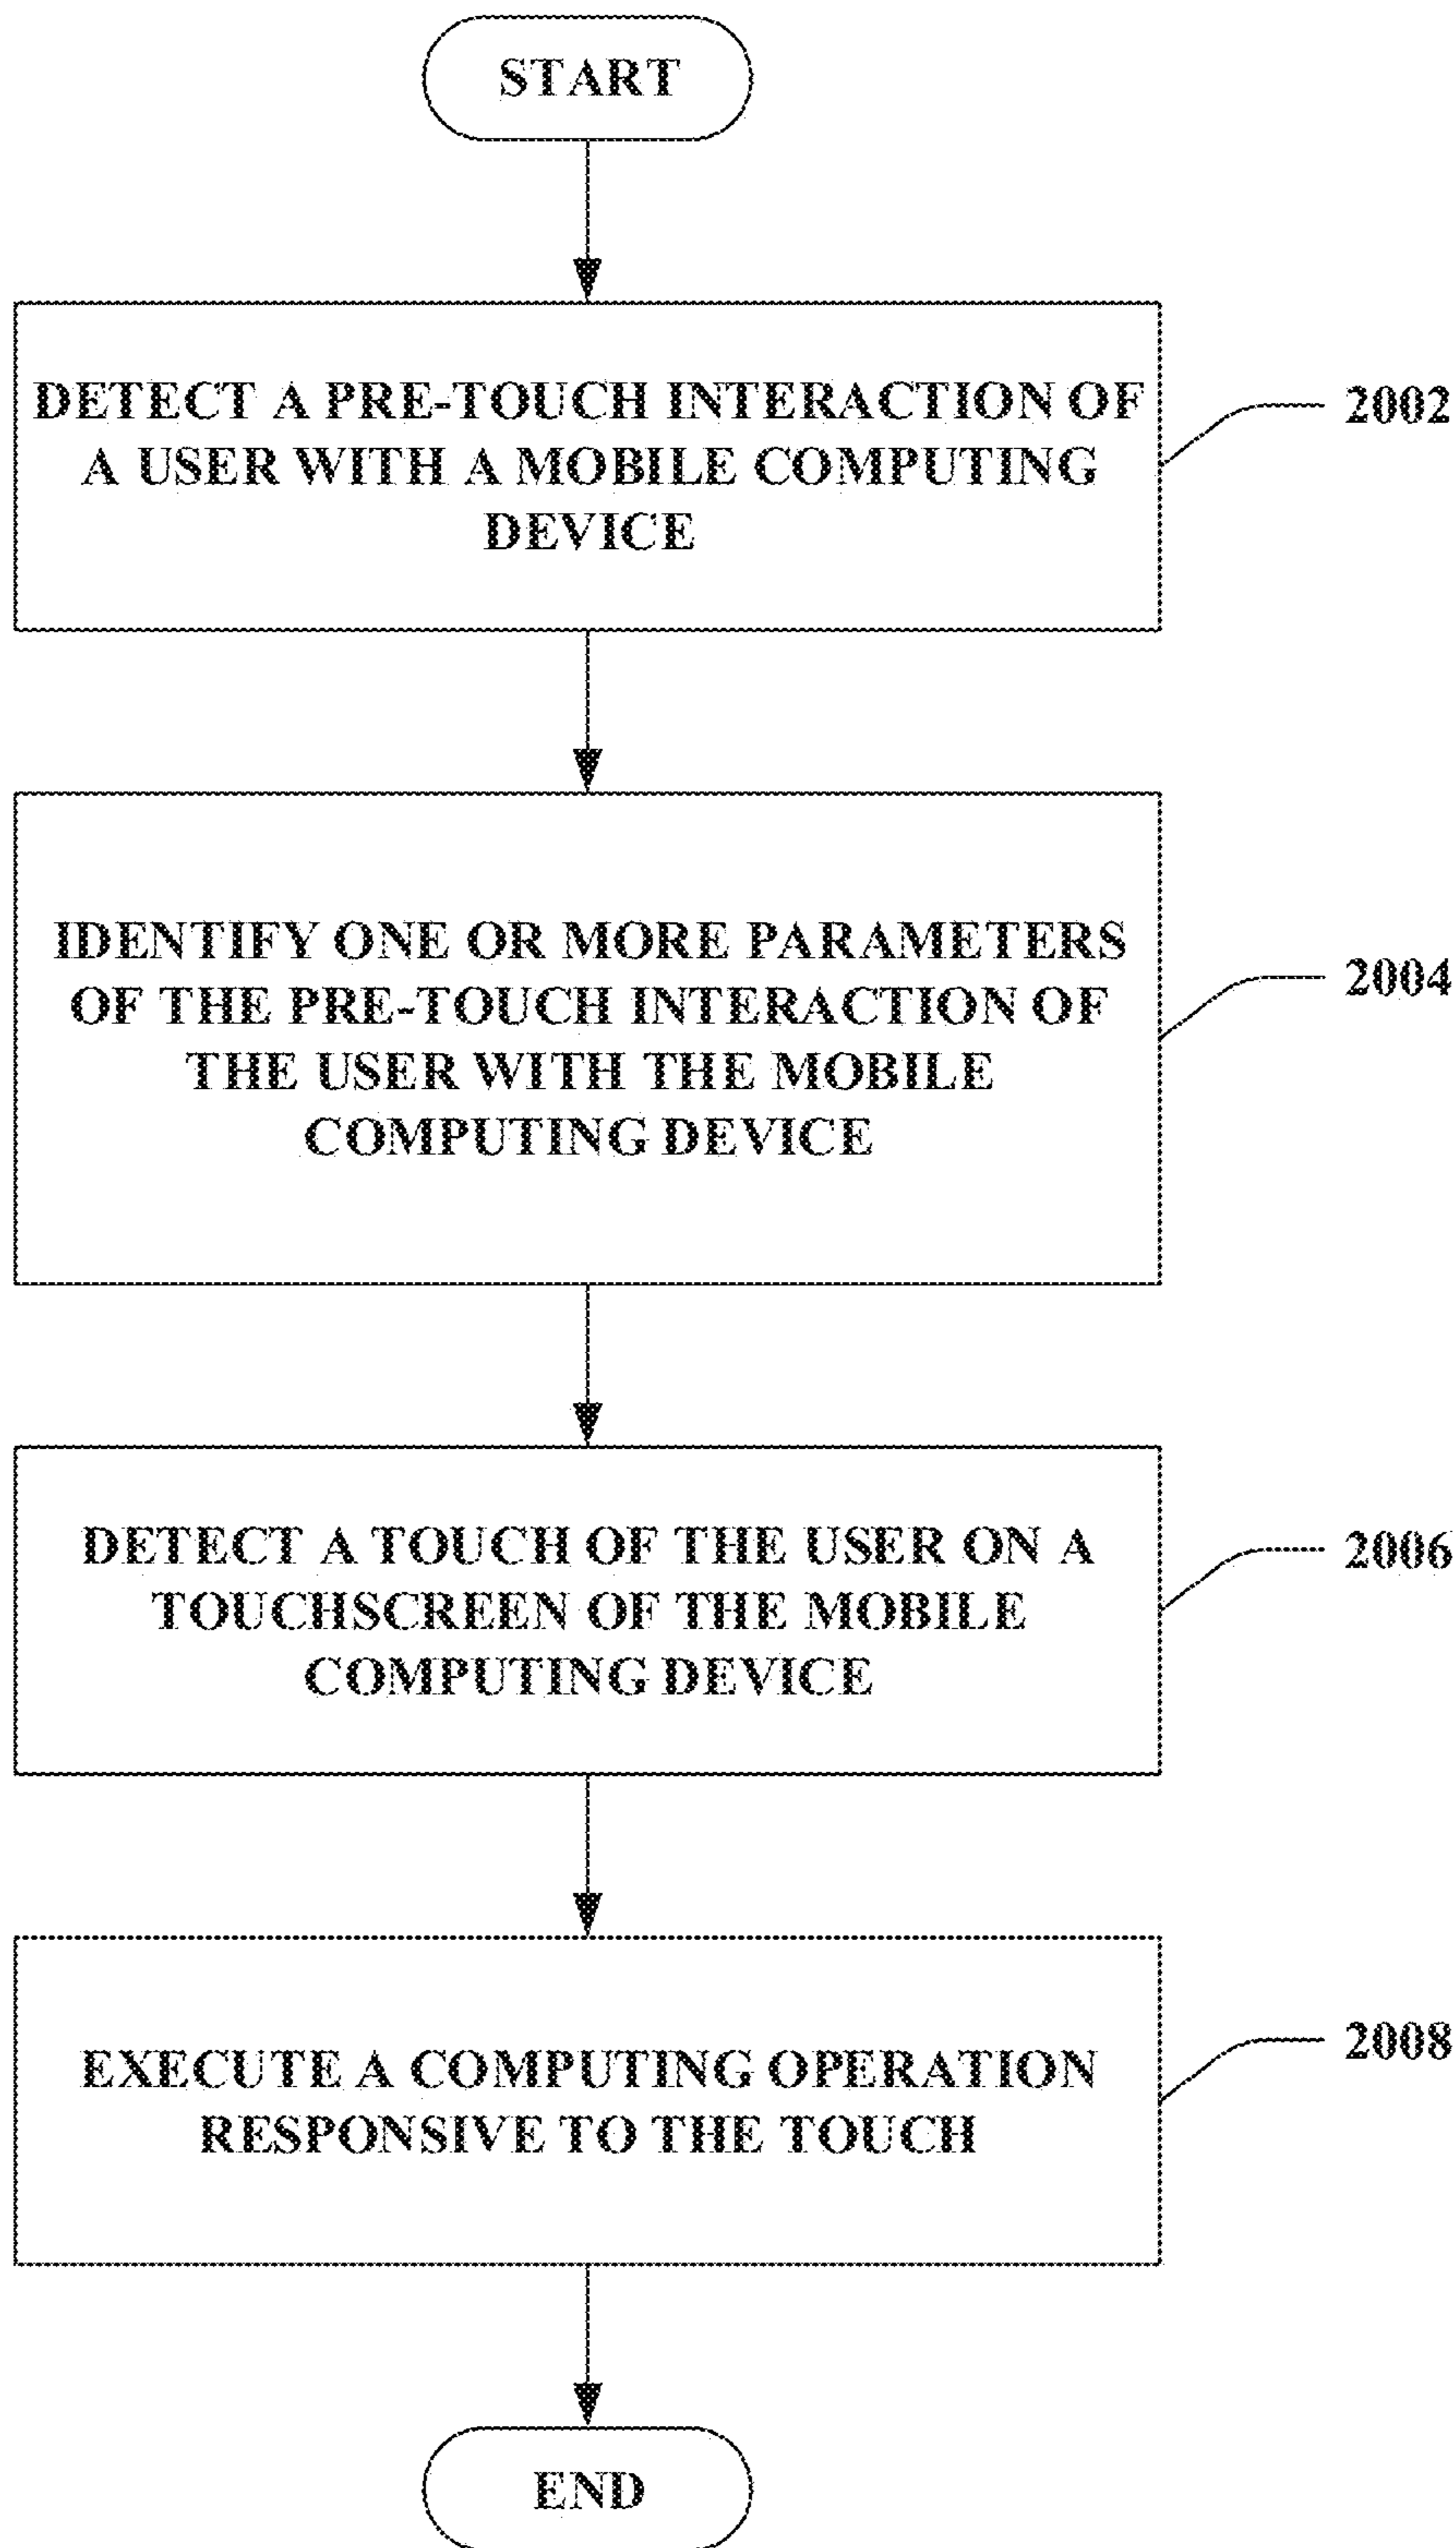 START
DETECT A PRE-TOUCH INTERACTION OF
A USER WITH A MOBILE COMPUTING
DEVICE
2002
IDENTIFY ONE OR MORE PARAMETERS
OF THE PRE-TOUCH INTERACTION OF
THE USER WITH THE MOBILE
COMPUTING DEVICE
2004
DETECT A TOUCH OF THE USER ON A
TOUCHSCREEN OF THE MOBILE
COMPUTING DEVICE
2006
EXECUTE A COMPUTING OPERATION
RESPONSIVE TO THE TOUCH
2008
END